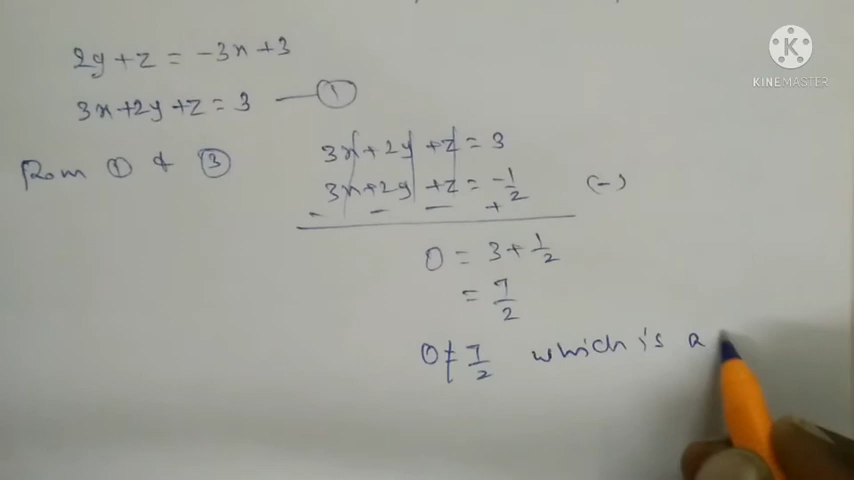 2y + z = -3x + 3
3x + 2y + z = 3 — ①
From ① & ③
3x + 2y + z = 3
3x + 2y + z = -1/2 (-)
- - - +
0 = 3 + 1/2
= 7/2
0 ≠ 7/2 which is a
K
KINEMASTER